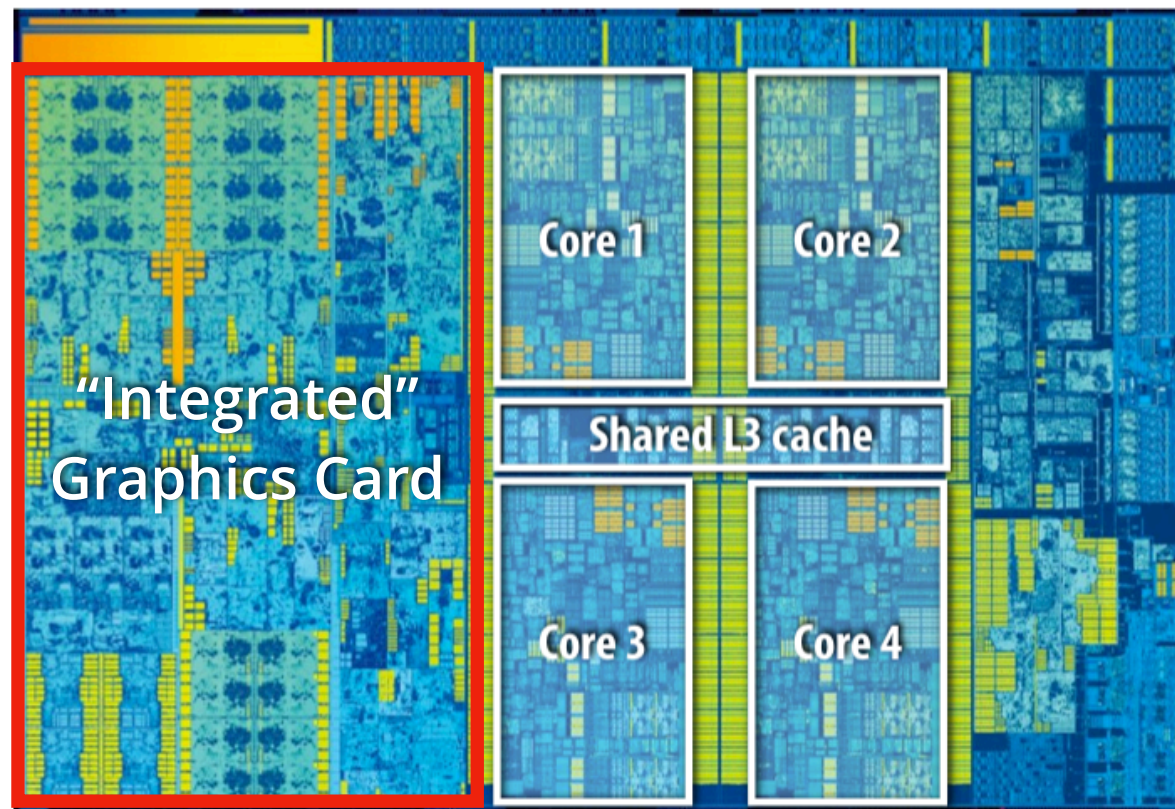 “Integrated”
Graphics Card
Core 1
Core 2
Shared L3 cache
Core 3
Core 4